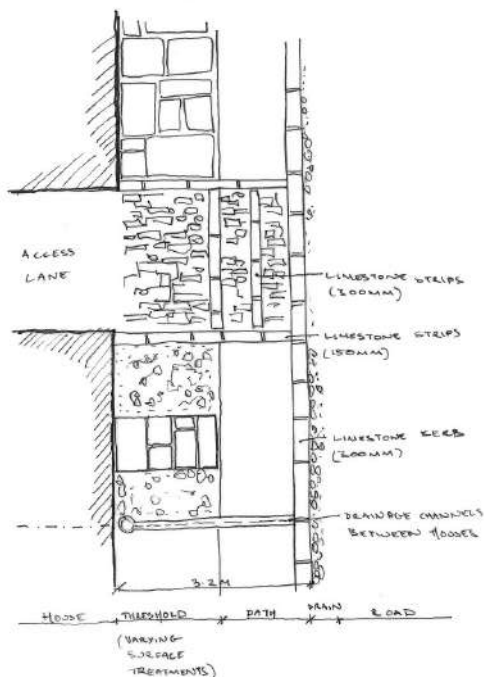 ACCESS
LANE
LIMESTONE STRIPS
(300MM)
LIMESTONE STRIPS
(150MM)
LIMESTONE KERB
(300MM)
DRAINAGE CHANNELS
BETWEEN HOUSES
3.2M
HOUSE THRESHOLD PATH DRAIN ROAD
(VARYING
SURFACE
TREATMENTS)